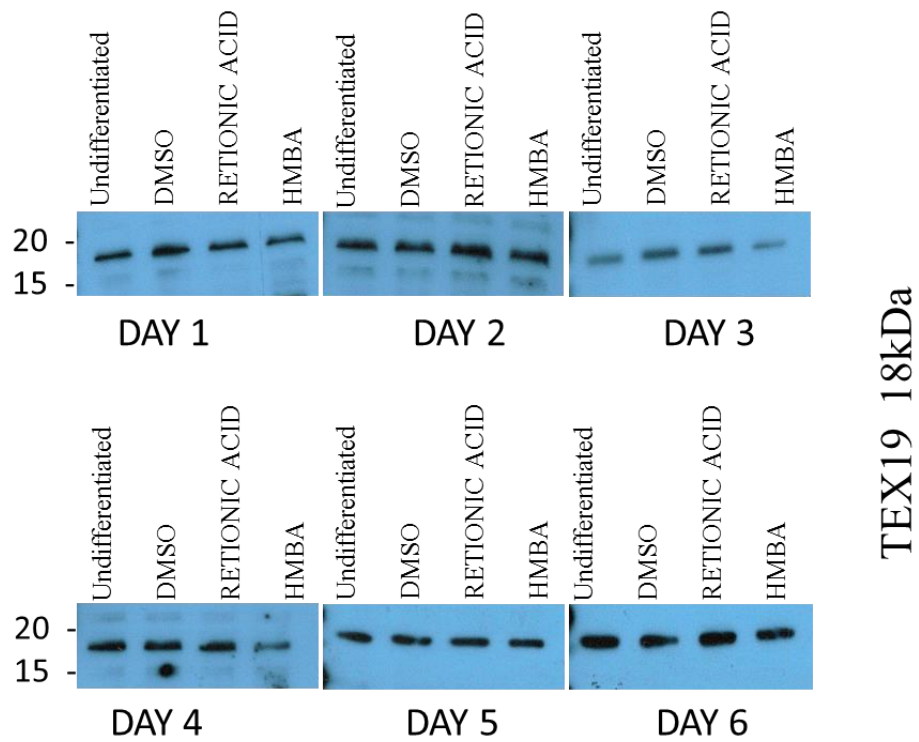 Undifferentiated
DMSO
RETIONIC ACID
HMBA
Undifferentiated
DMSO
RETIONIC ACID
HMBA
Undifferentiated
DMSO
RETIONIC ACID
HMBA
20 -
15 -
DAY 1
DAY 2
DAY 3
TEX19 18kDa
Undifferentiated
DMSO
RETIONIC ACID
HMBA
Undifferentiated
DMSO
RETIONIC ACID
HMBA
Undifferentiated
DMSO
RETIONIC ACID
HMBA
20 -
15 -
DAY 4
DAY 5
DAY 6